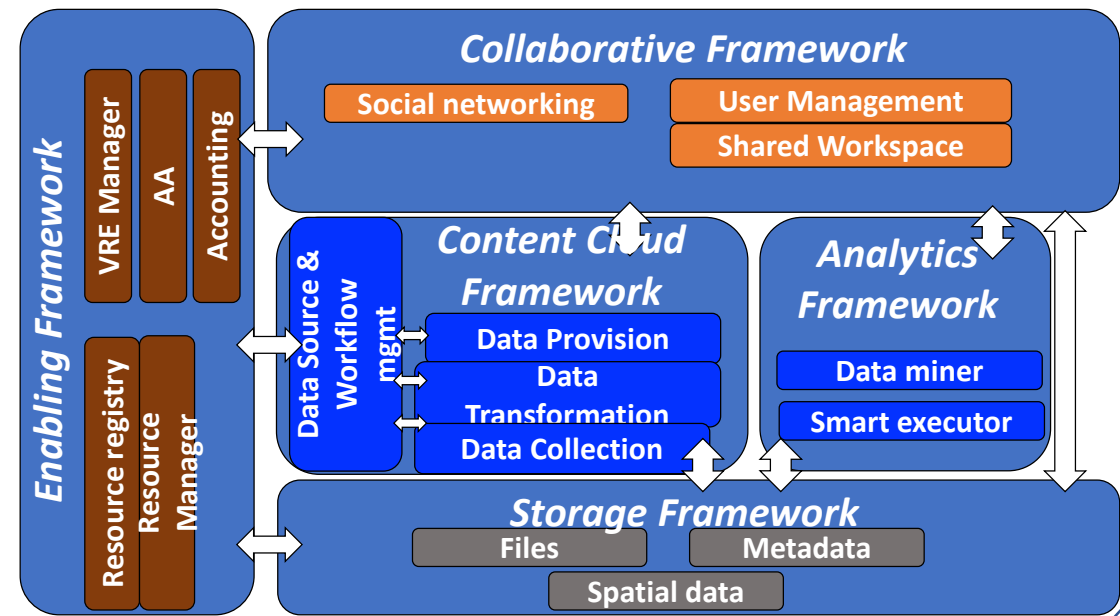 Enabling Framework
VRE Manager
AA
Accounting
Resource registry
Resource
Manager
Collaborative Framework
Social networking
User Management
Shared Workspace
Content Cloud
Framework
Data Source &
Workflow
mgmt
Data Provision
Data
Transformation
Data Collection
Analytics
Framework
Data miner
Smart executor
Storage Framework
Files
Metadata
Spatial data